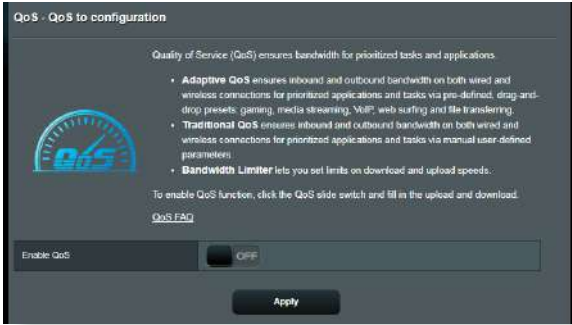 QoS - QoS to configuration
Quality of Service (QoS) ensures bandwidth for prioritized tasks and applications.
• Adaptive QoS ensures inbound and outbound bandwidth on both wired and
wireless connections for prioritized applications and tasks via pre-defined, drag-and-
drop presets: gaming, media streaming, VoIP, web surfing and file transferring.
• Traditional QoS ensures inbound and outbound bandwidth on both wired and
wireless connections for prioritized applications and tasks via manual user-defined
parameters.
• Bandwidth Limiter lets you set limits on download and upload speeds.
QoS
To enable QoS function, click the QoS slide switch and fill in the upload and download.
QoS FAQ
Enable QoS
OFF
Apply